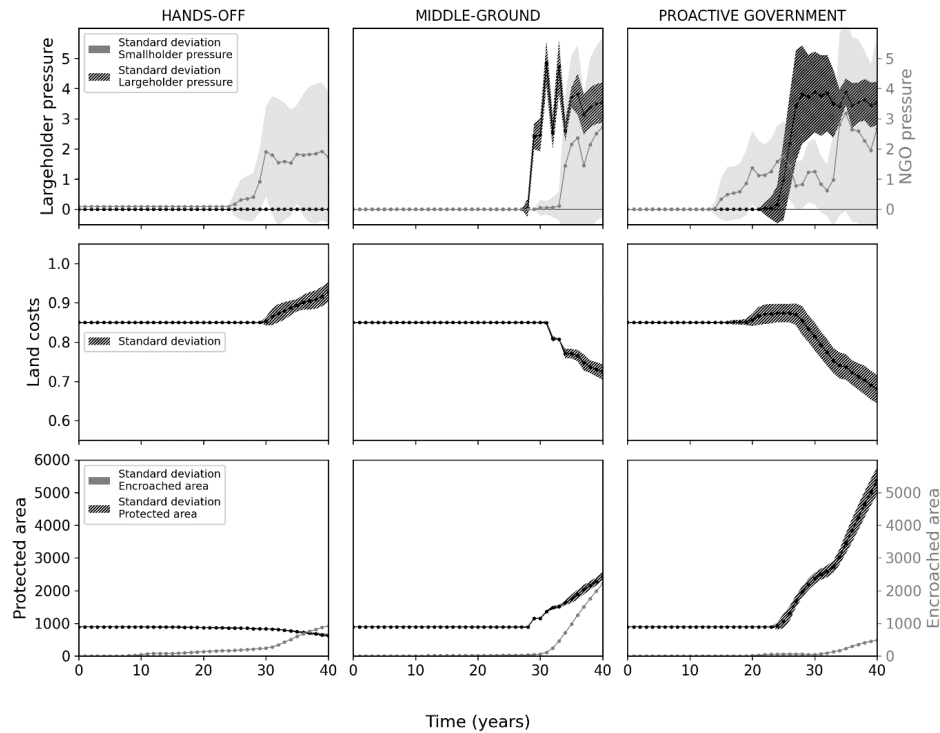 HANDS-OFF MIDDLE-GROUND PROACTIVE GOVERNMENT
Largeholder pressure
5
4
3
2
1
0
Standard deviation
Smallholder pressure
Standard deviation
Largeholder pressure
5
4
3
2
1
0
NGO pressure
Land costs
1.0
0.9
0.8
0.7
0.6
Standard deviation
Protected area
6000
5000
4000
3000
2000
1000
0
Standard deviation
Encroached area
Standard deviation
Protected area
5000
4000
3000
2000
1000
0
Encroached area
0 10 20 30 40 0 10 20 30 40 0 10 20 30 40
Time (years)